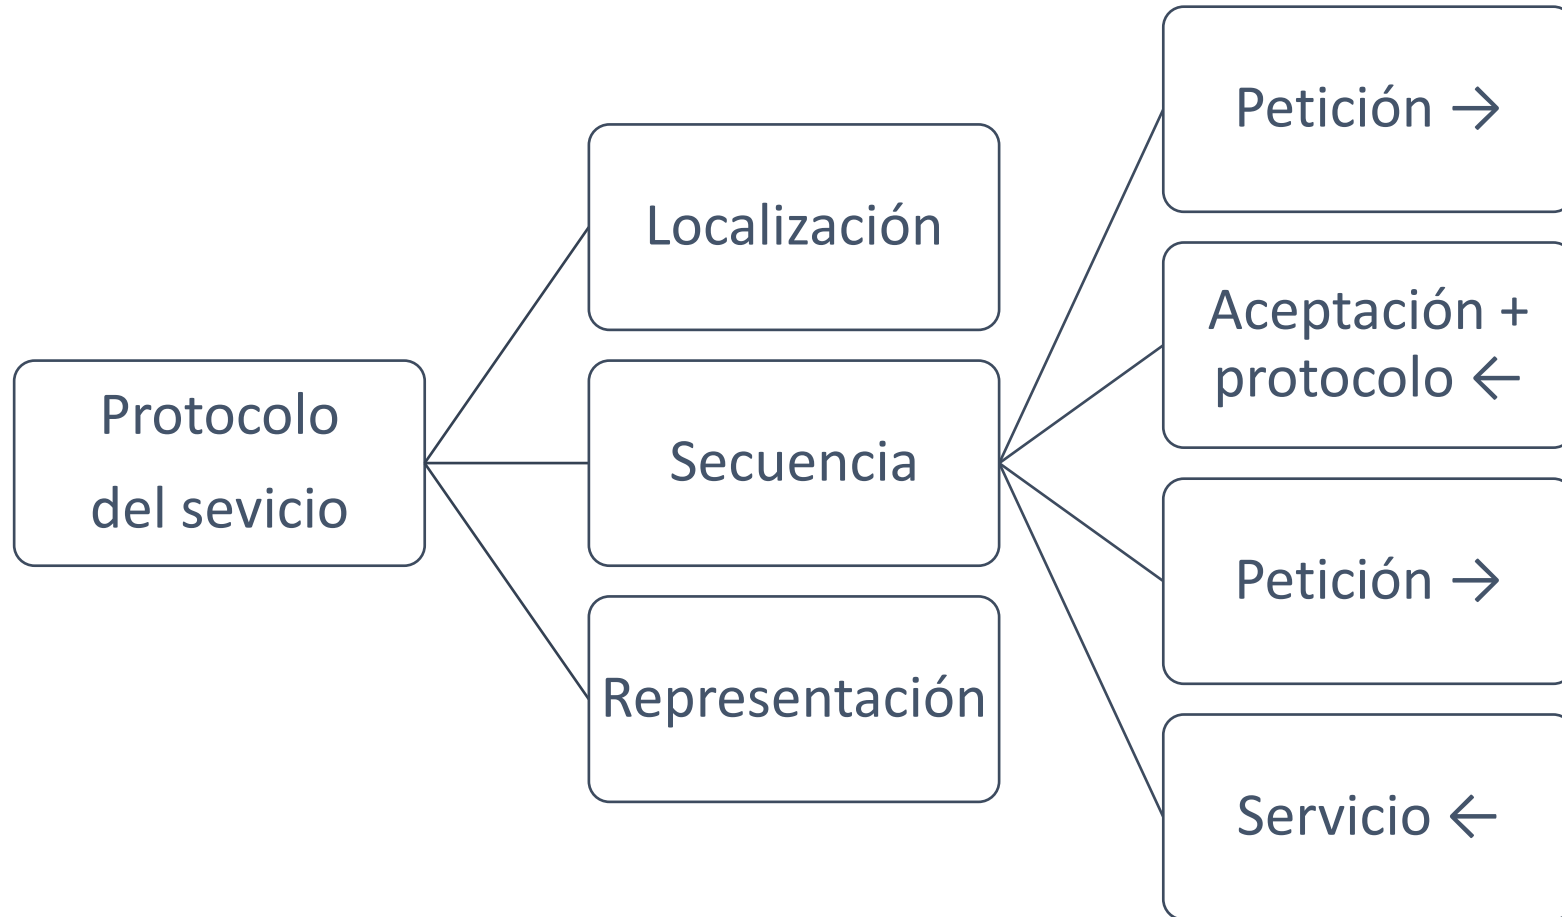 Protocolo
del sevicio
Localización
Secuencia
Representación
Petición →
Aceptación +
protocolo ←
Petición →
Servicio ←